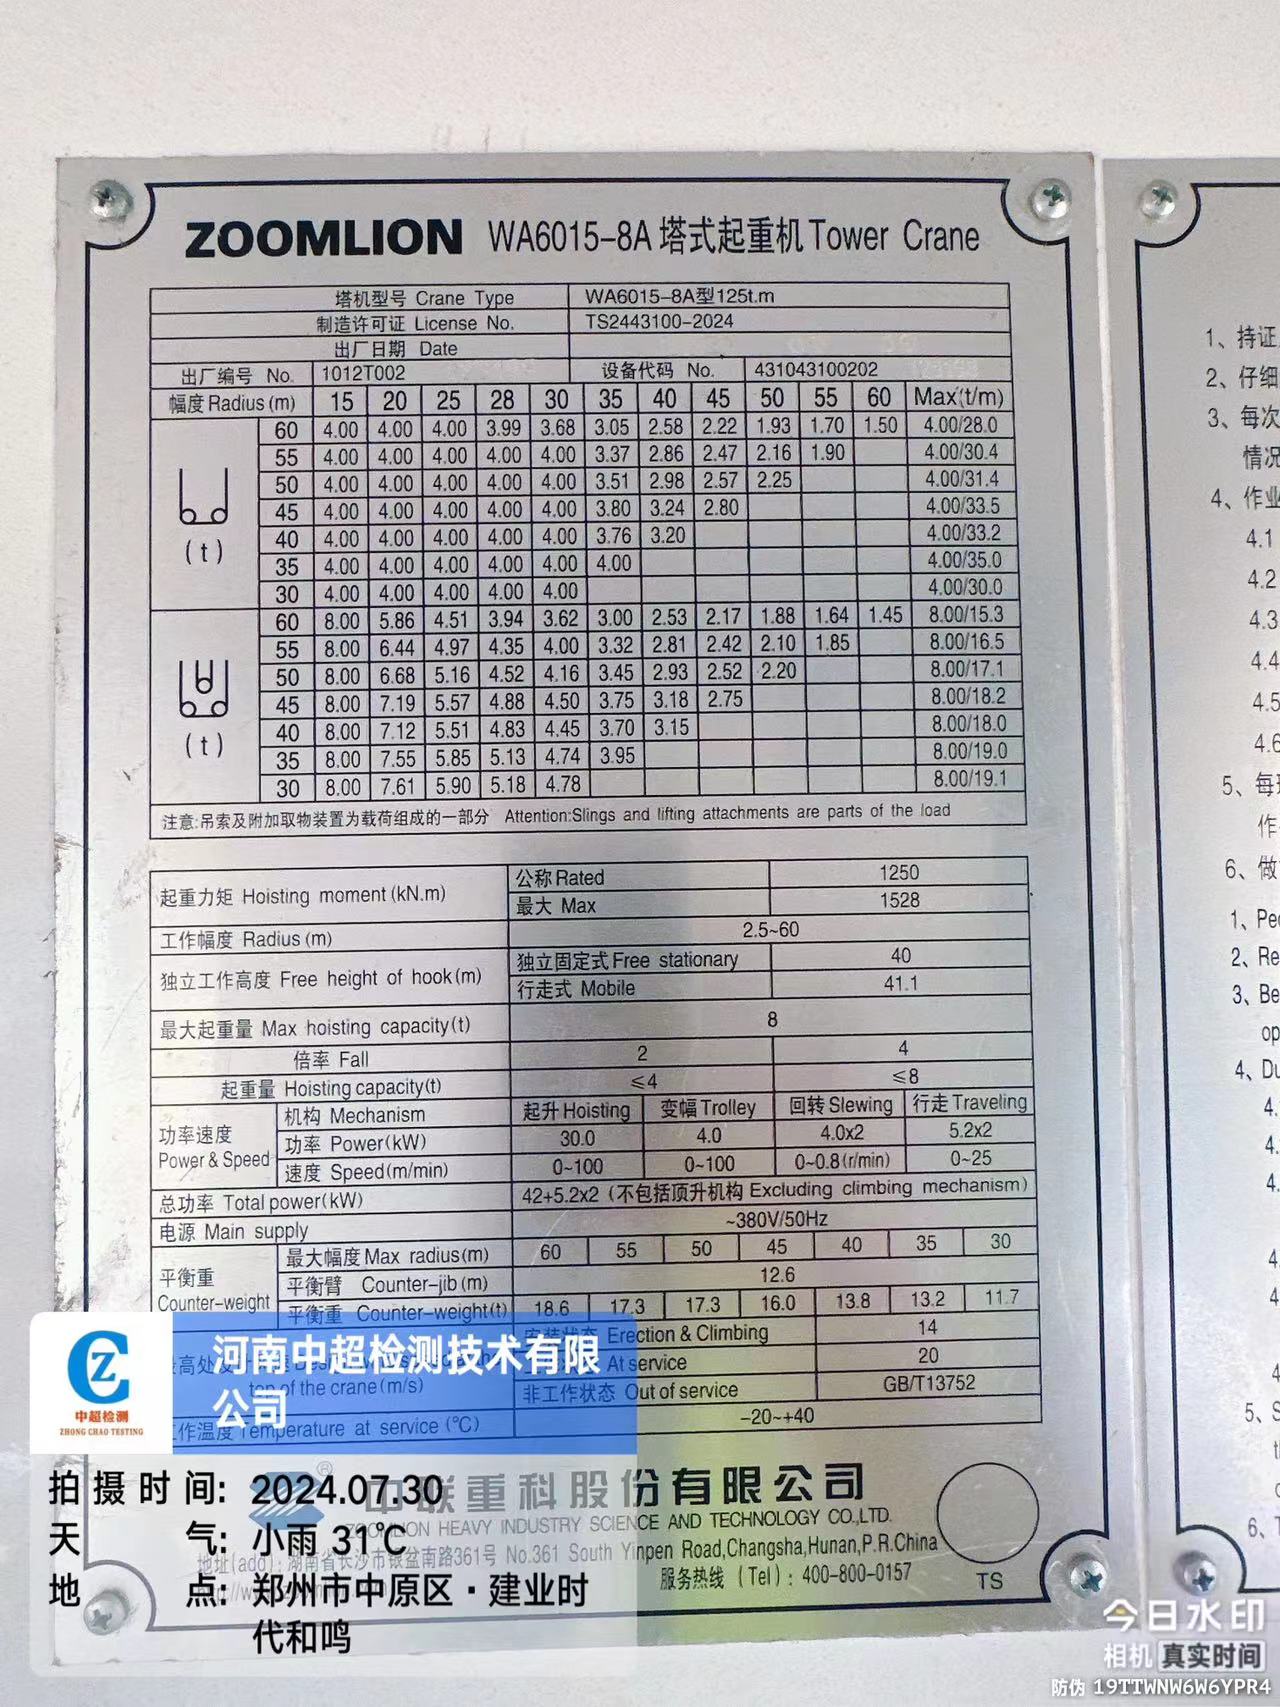 ZOOMLION WA6015-8A 塔式起重机 Tower Crane
塔机型号 Crane Type WA6015-8A型125t.m
制造许可证 License No. TS2443100-2024
出厂日期 Date
出厂编号 No. 1012T002 设备代码 No. 431043100202
幅度 Radius (m) 15 20 25 28 30 35 40 45 50 55 60 Max(t/m)
60 4.00 4.00 4.00 3.99 3.68 3.05 2.58 2.22 1.93 1.70 1.50 4.00/28.0
55 4.00 4.00 4.00 4.00 4.00 3.37 2.86 2.47 2.16 1.90 4.00/30.4
50 4.00 4.00 4.00 4.00 4.00 3.51 2.98 2.57 2.25 4.00/31.4
45 4.00 4.00 4.00 4.00 4.00 3.80 3.24 2.80 4.00/33.5
40 4.00 4.00 4.00 4.00 4.00 3.76 3.20 4.00/33.2
(t)
35 4.00 4.00 4.00 4.00 4.00 4.00 4.00/35.0
30 4.00 4.00 4.00 4.00 4.00 4.00/30.0
60 8.00 5.86 4.51 3.94 3.62 3.00 2.53 2.17 1.88 1.64 1.45 8.00/15.3
55 8.00 6.44 4.97 4.35 4.00 3.32 2.81 2.42 2.10 1.85 8.00/16.5
50 8.00 6.68 5.16 4.52 4.16 3.45 2.93 2.52 2.20 8.00/17.1
45 8.00 7.19 5.57 4.88 4.50 3.75 3.18 2.75 8.00/18.2
40 8.00 7.12 5.51 4.83 4.45 3.70 3.15 8.00/18.0
(t)
35 8.00 7.55 5.85 5.13 4.74 3.95 8.00/19.0
30 8.00 7.61 5.90 5.18 4.78 8.00/19.1
注意:吊索及附加取物装置为载荷组成的一部分 Attention:Slings and lifting attachments are parts of the load
起重力矩 Hoisting moment (kN.m) 公称 Rated 1250
最大 Max 1528
工作幅度 Radius (m) 2.5~60
独立工作高度 Free height of hook (m) 独立固定式 Free stationary 40
行走式 Mobile 41.1
最大起重量 Max hoisting capacity(t) 8
倍率 Fall 2 4
起重量 Hoisting capacity(t) ≤4 ≤8
功率速度 Power & Speed 机构 Mechanism 起升 Hoisting 变幅 Trolley 回转 Slewing 行走 Traveling
功率 Power(kW) 30.0 4.0 4.0x2 5.2x2
速度 Speed (m/min) 0~100 0~100 0~0.8 (r/min) 0~25
总功率 Total power(kW) 42+5.2x2 (不包括顶升机构 Excluding climbing mechanism)
电源 Main supply ~380V/50Hz
平衡重 Counter-weight 最大幅度 Max radius (m) 60 55 50 45 40 35 30
平衡臂 Counter-jib (m) 12.6
平衡重 Counter-weight(t) 18.6 17.3 17.3 16.0 13.8 13.2 11.7
安装状态 Erection & Climbing 14
At service 20
top of the crane (m/s) 非工作状态 Out of service GB/T13752
工作温度 Temperature at service (℃) -20~+40
中联重科股份有限公司
ZOOMLION HEAVY INDUSTRY SCIENCE AND TECHNOLOGY CO.,LTD.
地址(add): 湖南省长沙市银盆南路361号 No.361 South Yinpen Road,Changsha,Hunan,P.R.China
服务热线 (Tel): 400-800-0157
TS
1、持证
2、仔细
3、每次
情况
4、作业
4.1
4.2
4.3
4.4
4.5
4.6
5、每
作
6、做
2、Re
3、Be
op
4、Du
4.
4.
4.
4.
4
4
5、S
6、
中超检测
ZHONG CHAO TESTING
河南中超检测技术有限
公司
拍摄时间: 2024.07.30
天气: 小雨 31℃
地点: 郑州市中原区·建业时
代和鸣
今日水印
相机 真实时间
防伪 19TTWNW6W6YPR4